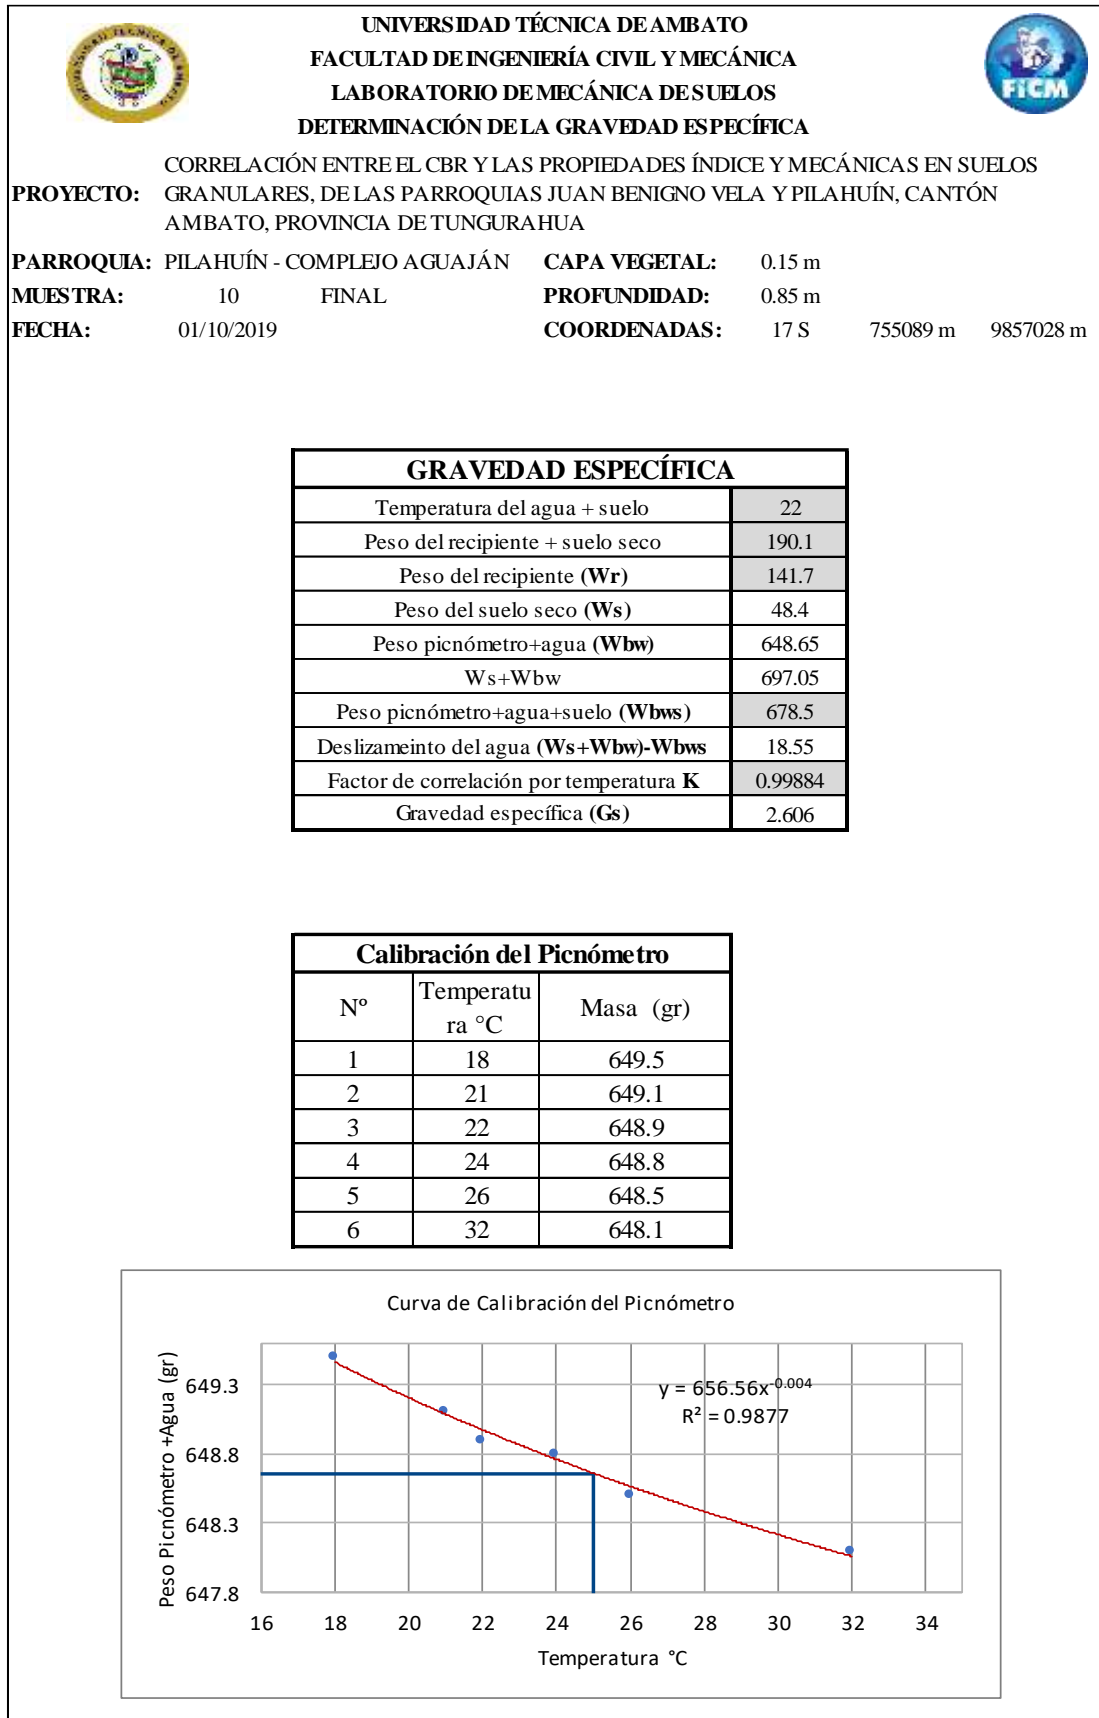 UNIVERSIDAD TÉCNICA DE AMBATO
FACULTAD DE INGENIERÍA CIVIL Y MECÁNICA
LABORATORIO DE MECÁNICA DE SUELOS
DETERMINACIÓN DE LA GRAVEDAD ESPECÍFICA
FICM
PROYECTO: CORRELACIÓN ENTRE EL CBR Y LAS PROPIEDADES ÍNDICE Y MECÁNICAS EN SUELOS
GRANULARES, DE LAS PARROQUIAS JUAN BENIGNO VELA Y PILAHUÍN, CANTÓN
AMBATO, PROVINCIA DE TUNGURAHUA
PARROQUIA: PILAHUÍN - COMPLEJO AGUAJÁN CAPA VEGETAL: 0.15 m
MUESTRA: 10 FINAL PROFUNDIDAD: 0.85 m
FECHA: 01/10/2019 COORDENADAS: 17 S 755089 m 9857028 m
GRAVEDAD ESPECÍFICA
Temperatura del agua + suelo 22
Peso del recipiente + suelo seco 190.1
Peso del recipiente (Wr) 141.7
Peso del suelo seco (Ws) 48.4
Peso picnómetro+agua (Wbw) 648.65
Ws+Wbw 697.05
Peso picnómetro+agua+suelo (Wbws) 678.5
Deslizameinto del agua (Ws+Wbw)-Wbws 18.55
Factor de correlación por temperatura K 0.99884
Gravedad específica (Gs) 2.606
Calibración del Picnómetro
Nº Temperatu
ra °C Masa (gr)
1 18 649.5
2 21 649.1
3 22 648.9
4 24 648.8
5 26 648.5
6 32 648.1
Curva de Calibración del Picnómetro
Peso Picnómetro +Agua (gr)
649.3
648.8
648.3
647.8
y = 656.56x^-0.004
R² = 0.9877
16 18 20 22 24 26 28 30 32 34
Temperatura °C